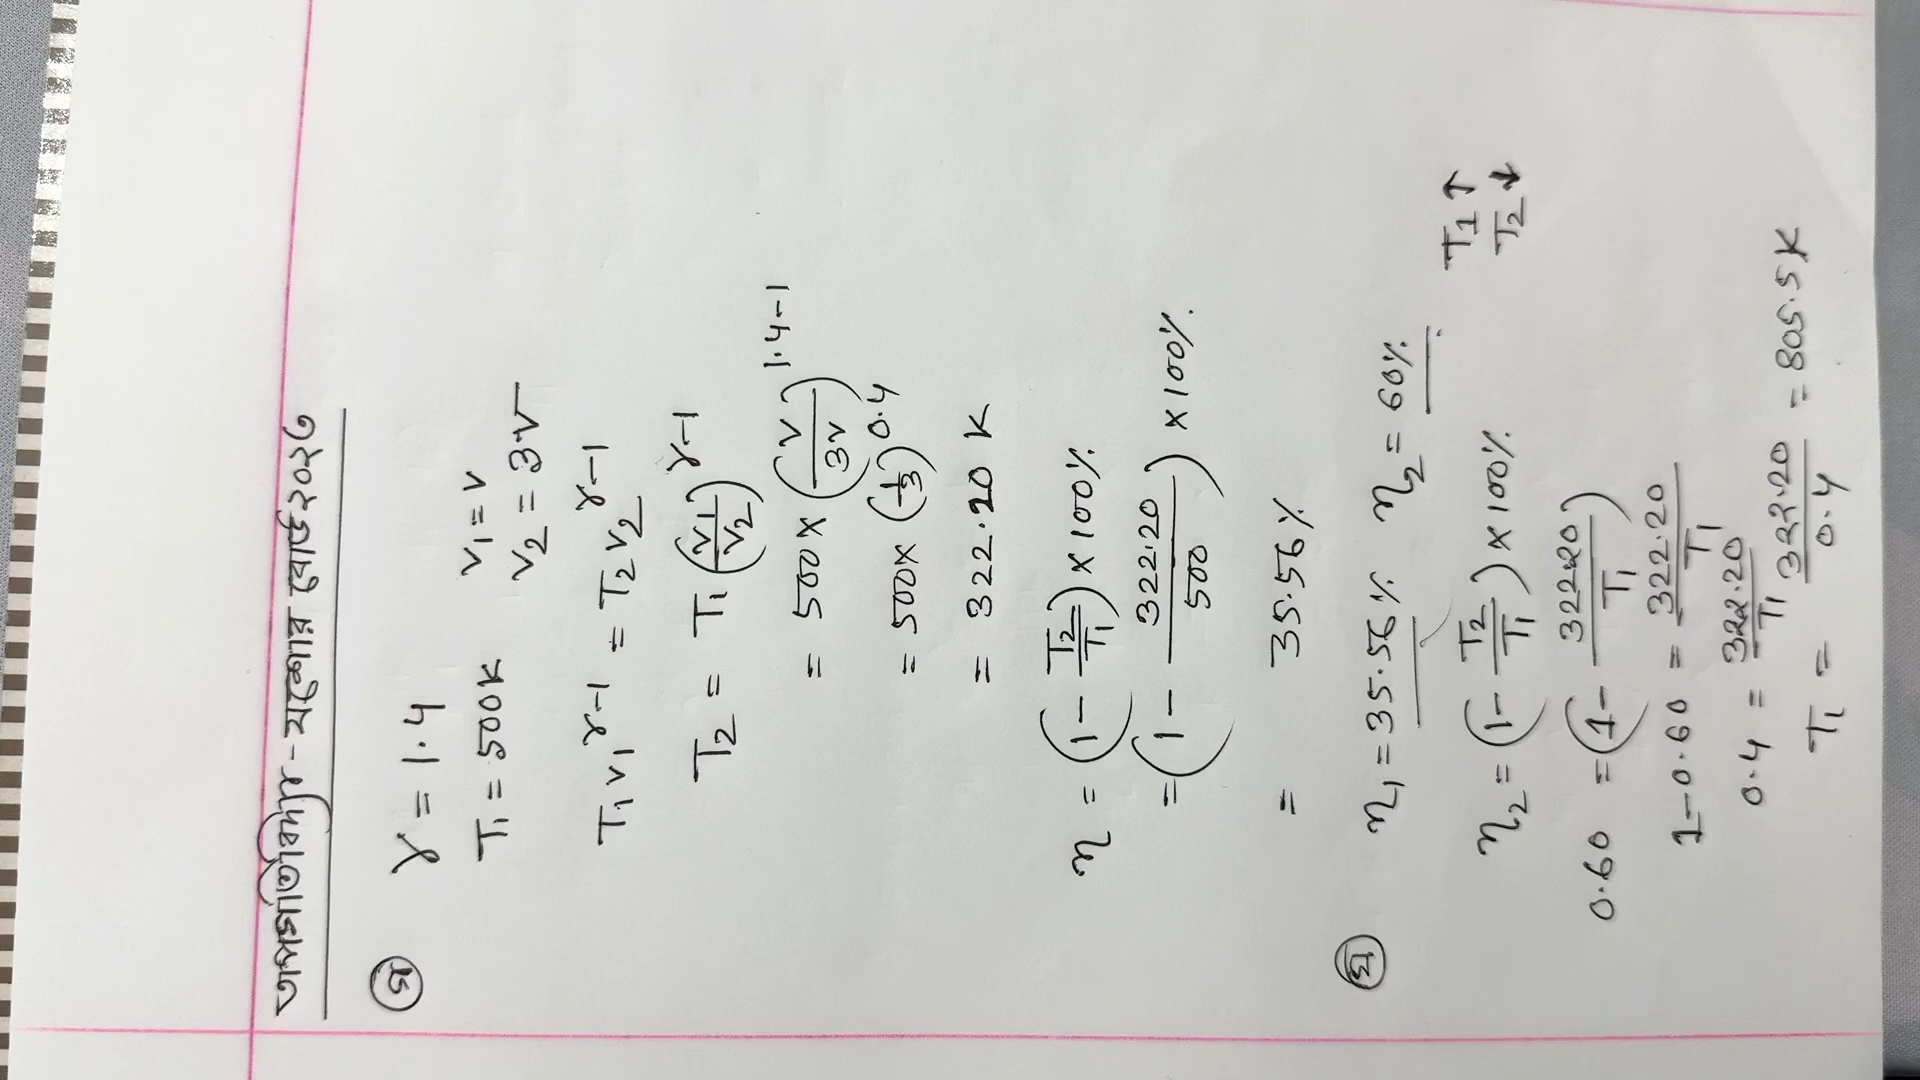 γ = 1.4
T₁ = 500K   V₁ = V
V₂ = 3V
T₁V₁^(γ-1) = T₂V₂^(γ-1)
T₂ = T₁(V₁/V₂)^(γ-1)
= 500 × (V/3V)^(1.4-1)
= 500 × (1/3)^0.4
= 322.20 K
η = (1 - T₂/T₁) × 100%
= (1 - 322.20/500) × 100%
= 35.56%
(ঘ) η₁ = 35.56%   η₂ = 60%
η₂ = (1 - T₂/T₁) × 100%   T₁↑
T₂↓
0.60 = (1 - 322.20/T₁)
1-0.60 = 322.20/T₁
0.4 = 322.20/T₁
T₁ = 322.20/0.4 = 805.5K